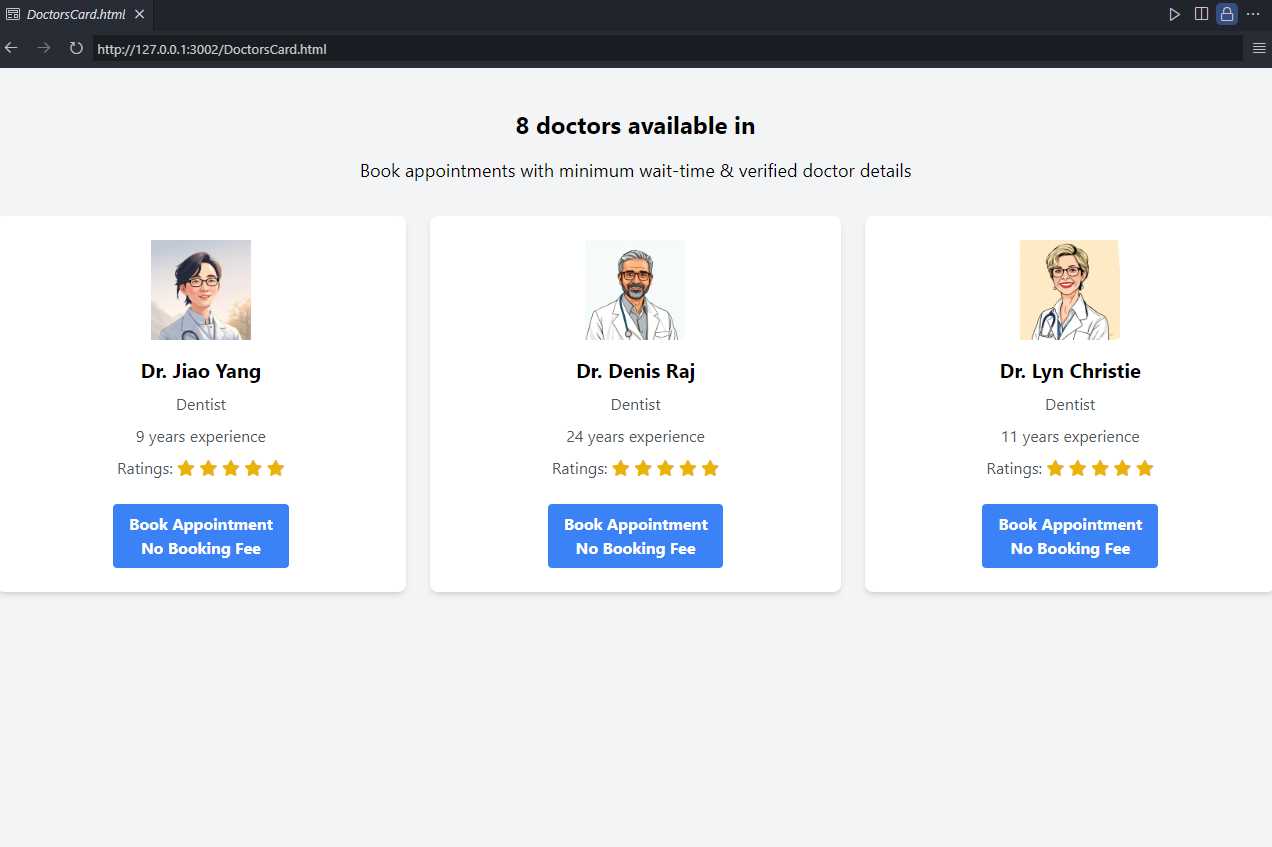 DoctorsCard.html
http://127.0.0.1:3002/DoctorsCard.html
8 doctors available in
Book appointments with minimum wait-time & verified doctor details
Dr. Jiao Yang
Dentist
9 years experience
Ratings:
Book Appointment
No Booking Fee
Dr. Denis Raj
Dentist
24 years experience
Ratings:
Book Appointment
No Booking Fee
Dr. Lyn Christie
Dentist
11 years experience
Ratings:
Book Appointment
No Booking Fee